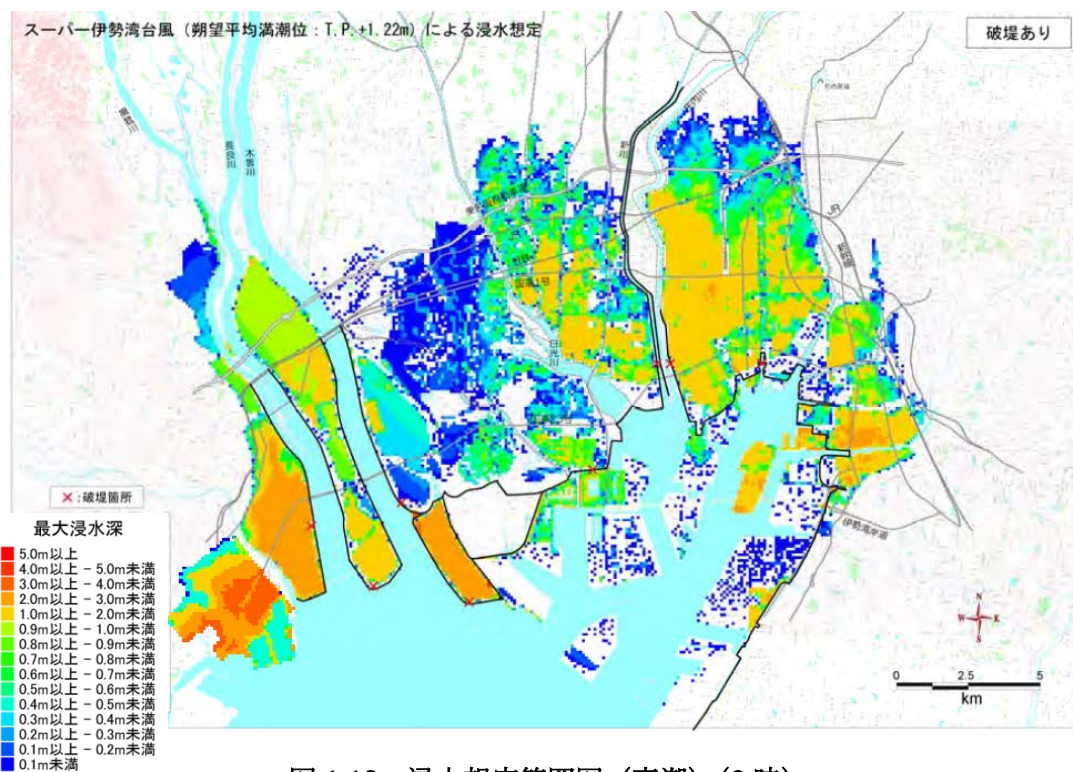 スーパー伊勢湾台風（朔望平均満潮位：T.P.+1.22m）による浸水想定
破堤あり
揖斐川
長良川
木曽川
新川
庄内川
JR
国道1号
日光川
伊勢湾岸道
×:破堤箇所
最大浸水深
5.0m以上
4.0m以上－5.0m未満
3.0m以上－4.0m未満
2.0m以上－3.0m未満
1.0m以上－2.0m未満
0.9m以上－1.0m未満
0.8m以上－0.9m未満
0.7m以上－0.8m未満
0.6m以上－0.7m未満
0.5m以上－0.6m未満
0.4m以上－0.5m未満
0.3m以上－0.4m未満
0.2m以上－0.3m未満
0.1m以上－0.2m未満
0.1m未満
N
W E
S
0 2.5 5
km